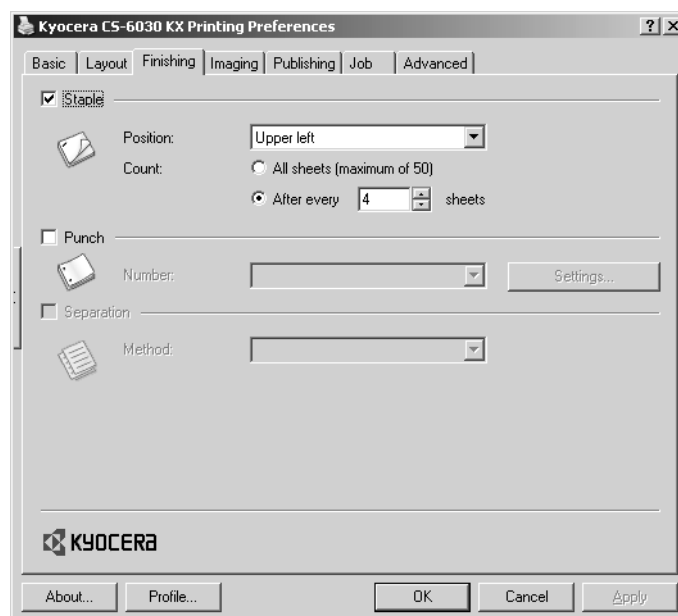 Kyocera CS-6030 KX Printing Preferences
Basic Layout Finishing Imaging Publishing Job Advanced
Staple
Position: Upper left
Count: All sheets (maximum of 50)
After every 4 sheets
Punch
Number: Settings...
Separation
Method:
KYOCERA
About... Profile... OK Cancel Apply